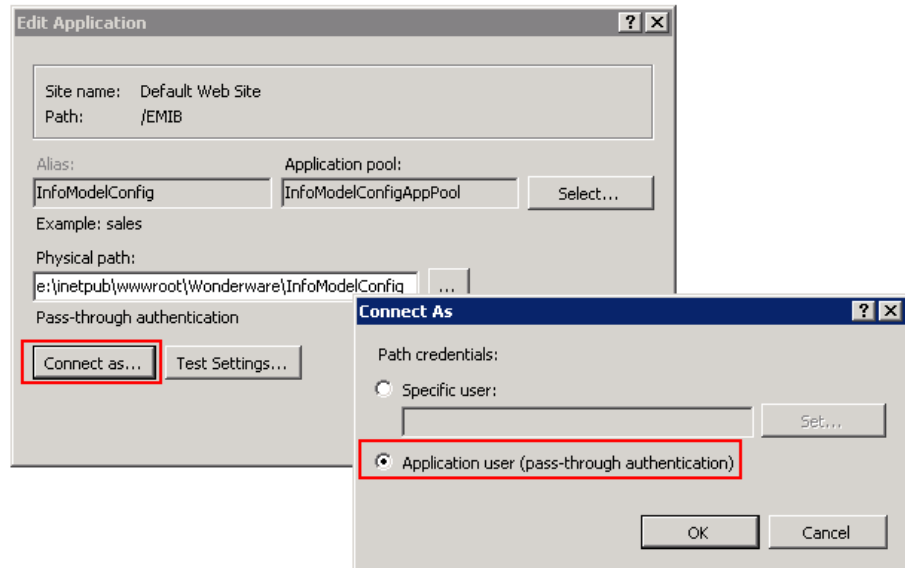 Edit Application
Site name: Default Web Site
Path: /EMIB
Alias: Application pool:
InfoModelConfig InfoModelConfigAppPool Select...
Example: sales
Physical path:
e:\inetpub\wwwroot\Wonderware\InfoModelConfig ...
Pass-through authentication
Connect as... Test Settings...
Connect As
Path credentials:
Specific user:
Set...
Application user (pass-through authentication)
OK Cancel